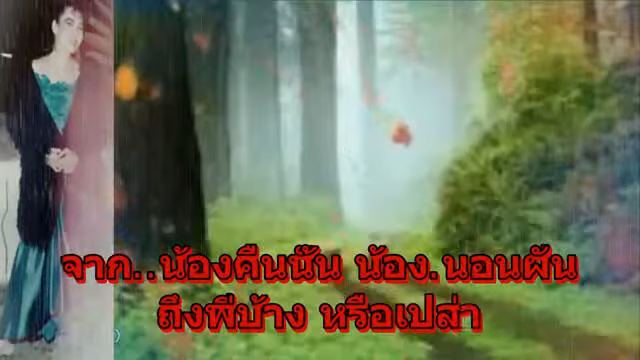 จาก..น้องคืนนั้น น้อง.นอนฝัน
ถึงพี่บ้าง หรือเปล่า